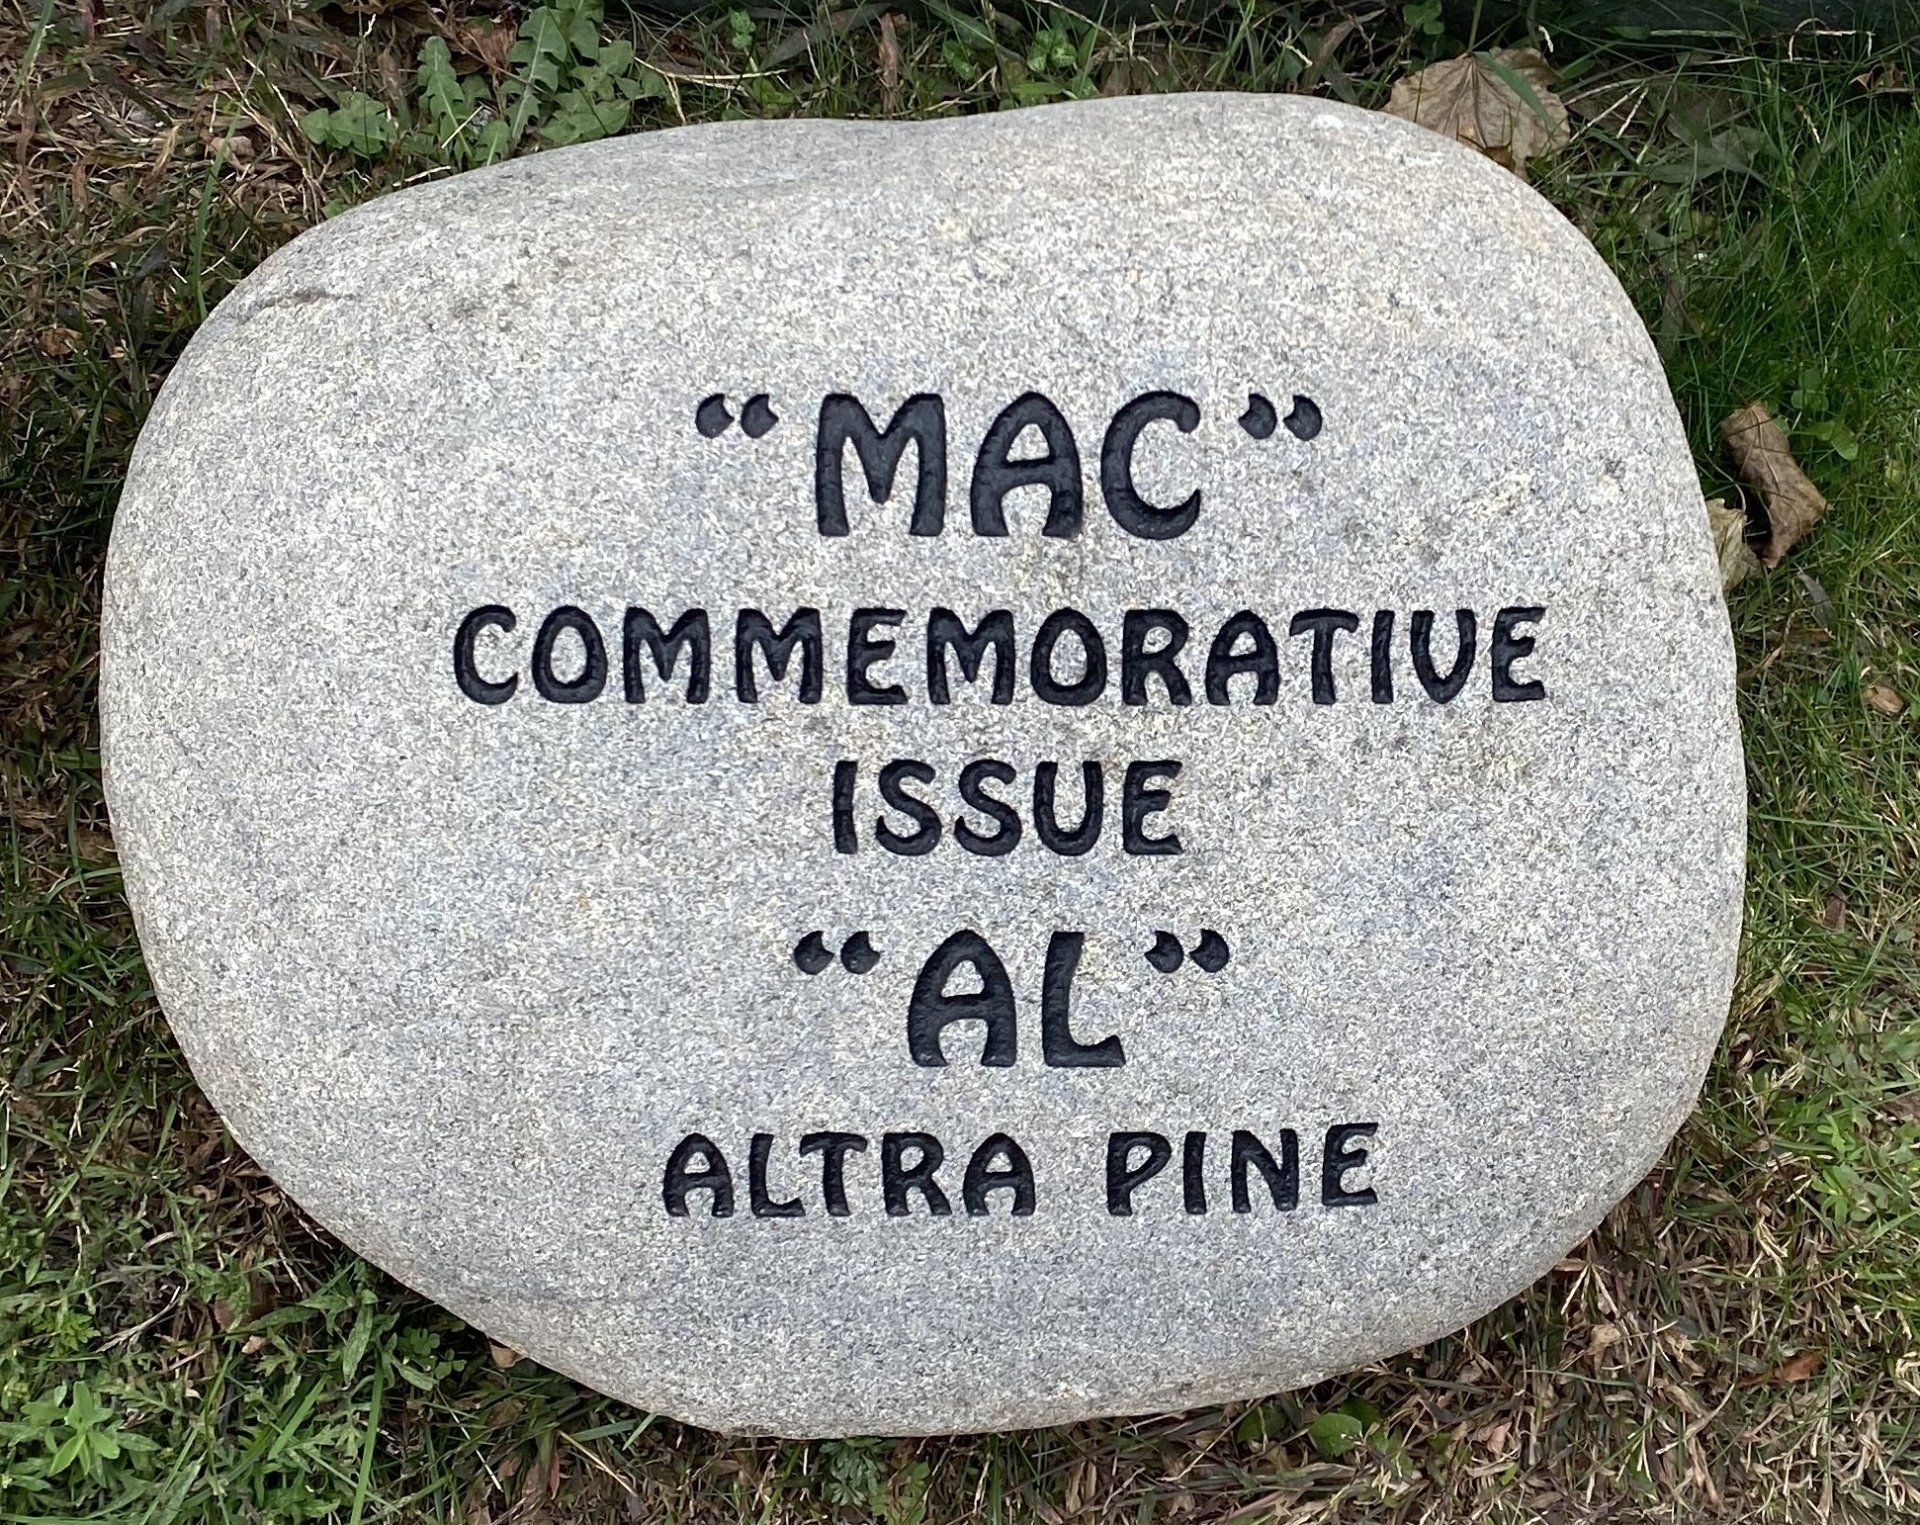 “MAC”
COMMEMORATIVE
ISSUE
“AL”
ALTRA PINE